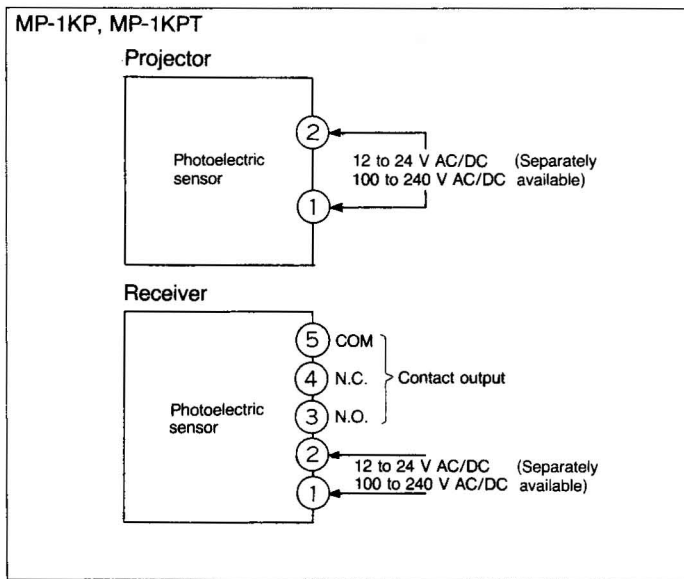 MP-1KP, MP-1KPT
Projector
Photoelectric
sensor
2
1
12 to 24 V AC/DC (Separately
100 to 240 V AC/DC available)
Receiver
Photoelectric
sensor
5 COM
4 N.C.
3 N.O.
Contact output
2
1
12 to 24 V AC/DC (Separately
100 to 240 V AC/DC available)